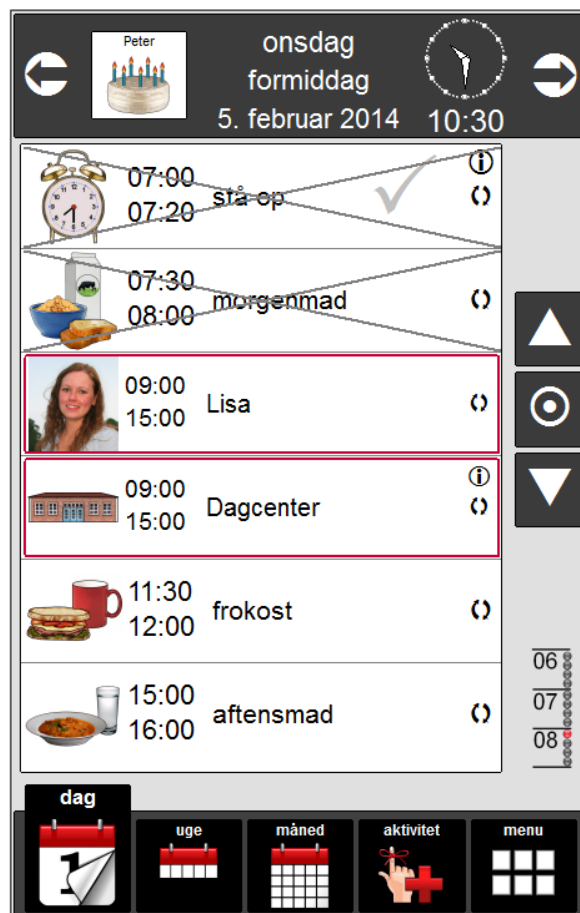 Peter
onsdag
formiddag
5. februar 2014
10:30
07:00
07:20
stå op
07:30
08:00
morgenmad
09:00
15:00
Lisa
09:00
15:00
Dagcenter
11:30
12:00
frokost
15:00
16:00
aftensmad
06
07
08
dag
1
uge
måned
aktivitet
menu